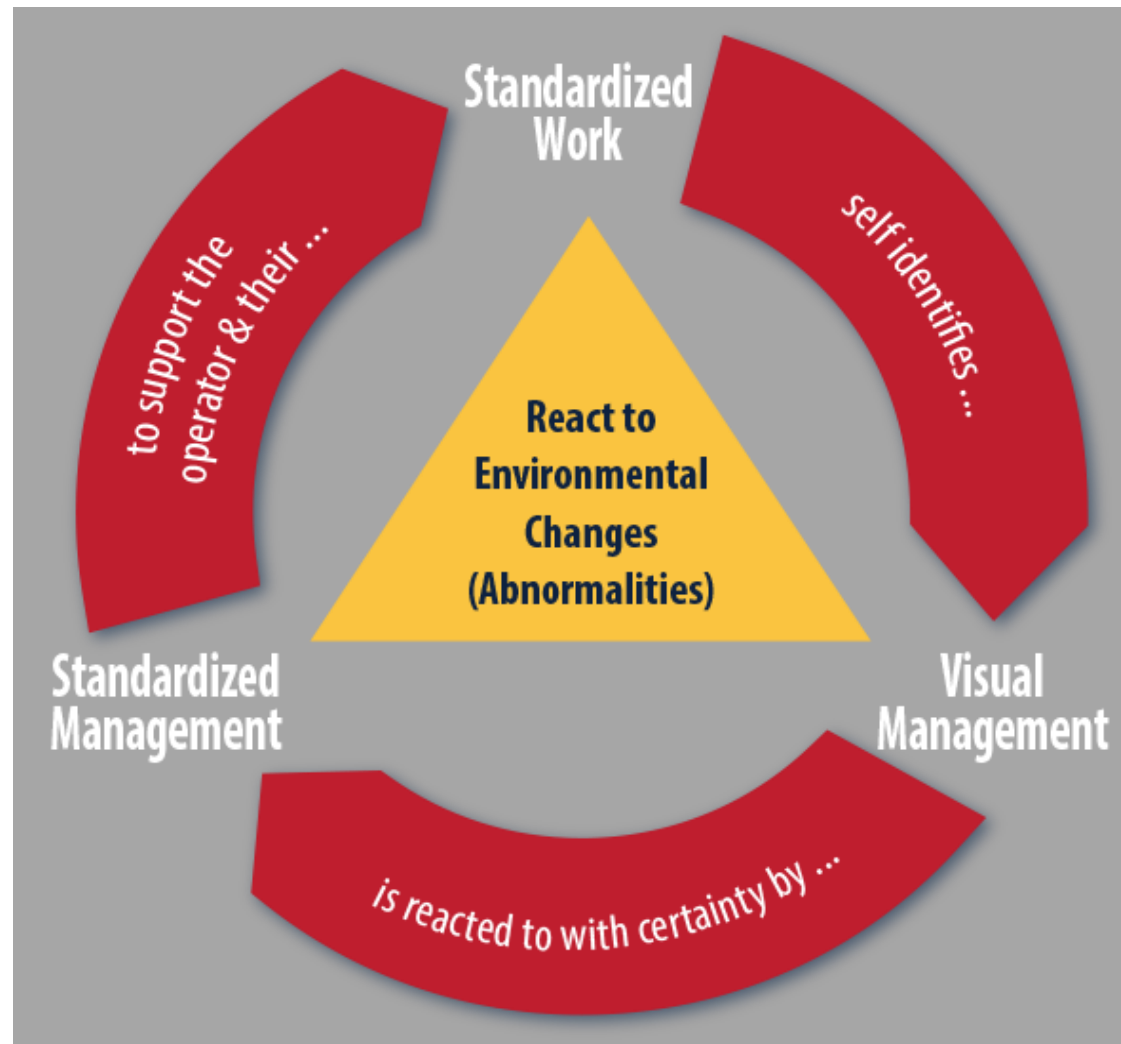 Standardized
Work
self identifies ...
Visual
Management
is reacted to with certainty by ...
Standardized
Management
to support the
operator & their ...
React to
Environmental
Changes
(Abnormalities)